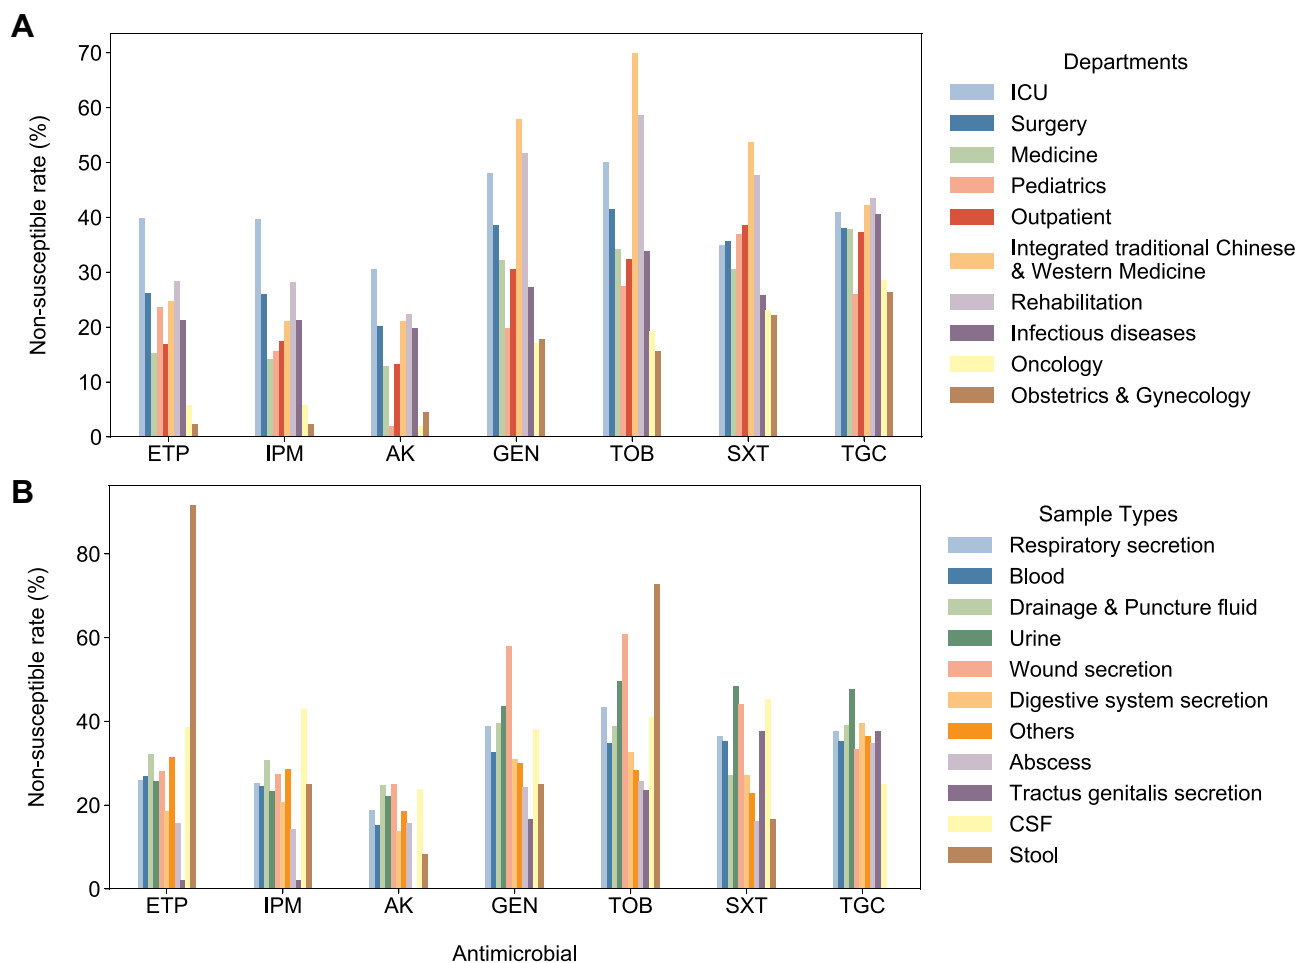 A
Non-susceptible rate (%)
70
60
50
40
30
20
10
0
ETP IPM AK GEN TOB SXT TGC
Departments
ICU
Surgery
Medicine
Pediatrics
Outpatient
Integrated traditional Chinese
& Western Medicine
Rehabilitation
Infectious diseases
Oncology
Obstetrics & Gynecology
B
Non-susceptible rate (%)
80
60
40
20
0
ETP IPM AK GEN TOB SXT TGC
Antimicrobial
Sample Types
Respiratory secretion
Blood
Drainage & Puncture fluid
Urine
Wound secretion
Digestive system secretion
Others
Abscess
Tractus genitalis secretion
CSF
Stool